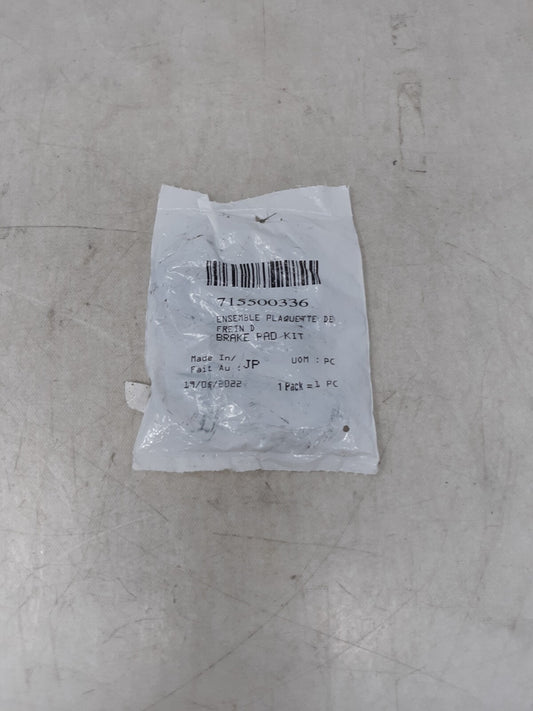 715500336
ENSEMBLE PLAQUETTE DE
FREIN D
BRAKE PAD KIT
Made In/
Fait Au : JP
UOM : PC
1 Pack = 1 PC